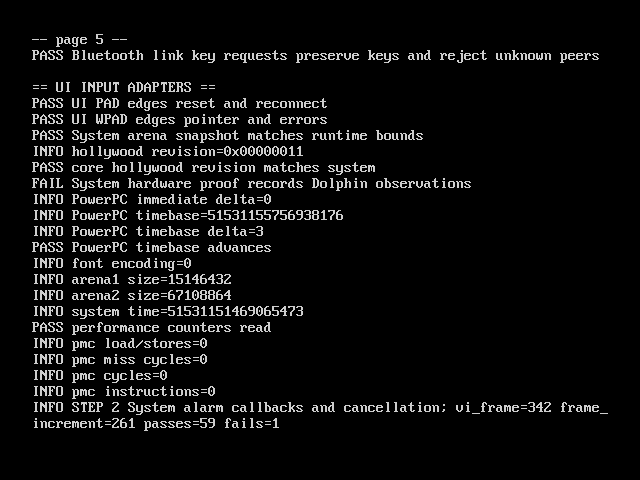 -- page 5 --
PASS Bluetooth link key requests preserve keys and reject unknown peers
== UI INPUT ADAPTERS ==
PASS UI PAD edges reset and reconnect
PASS UI WPAD edges pointer and errors
PASS System arena snapshot matches runtime bounds
INFO hollywood revision=0x00000011
PASS core hollywood revision matches system
FAIL System hardware proof records Dolphin observations
INFO PowerPC immediate delta=0
INFO PowerPC timebase=51531155756938176
INFO PowerPC timebase delta=3
PASS PowerPC timebase advances
INFO font encoding=0
INFO arena1 size=15146432
INFO arena2 size=67108864
INFO system time=51531151469065473
PASS performance counters read
INFO pmc load/stores=0
INFO pmc miss cycles=0
INFO pmc cycles=0
INFO pmc instructions=0
INFO STEP 2 System alarm callbacks and cancellation; vi_frame=342 frame_
increment=261 passes=59 fails=1